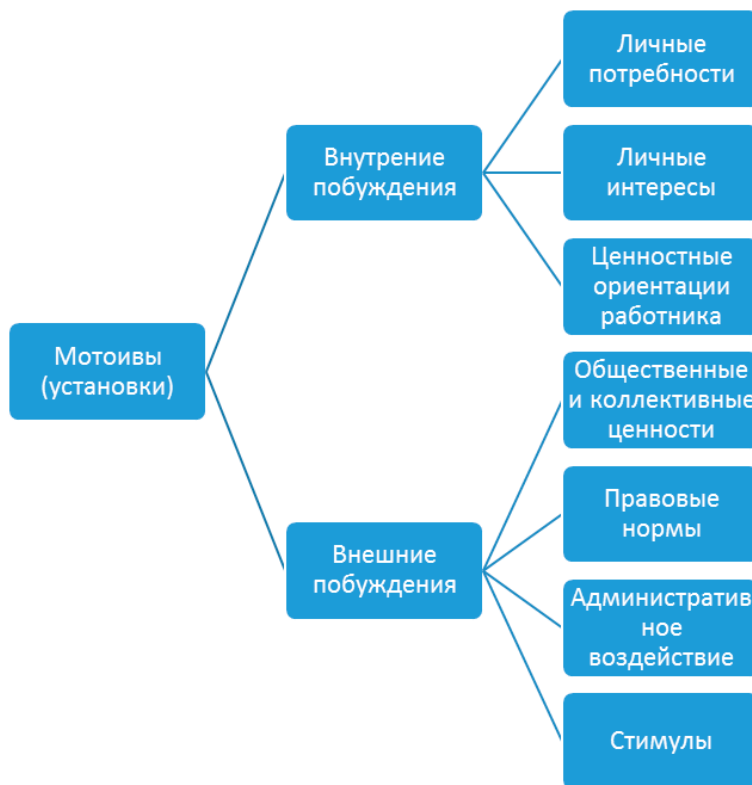 Мотоивы
(установки)
Внутрение
побуждения
Личные
потребности
Личные
интересы
Ценностные
ориентации
работника
Внешние
побуждения
Общественные
и коллективные
ценности
Правовые
нормы
Административ
ное
воздействие
Стимулы